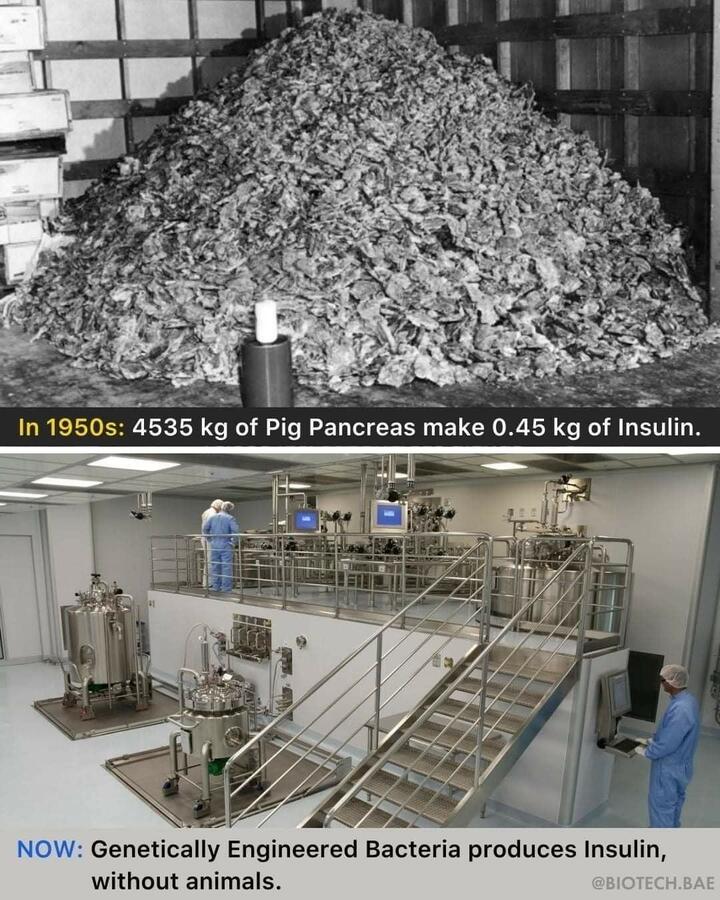 In 1950s: 4535 kg of Pig Pancreas make 0.45 kg of Insulin.
NOW: Genetically Engineered Bacteria produces Insulin,
without animals.
@BIOTECH.BAE